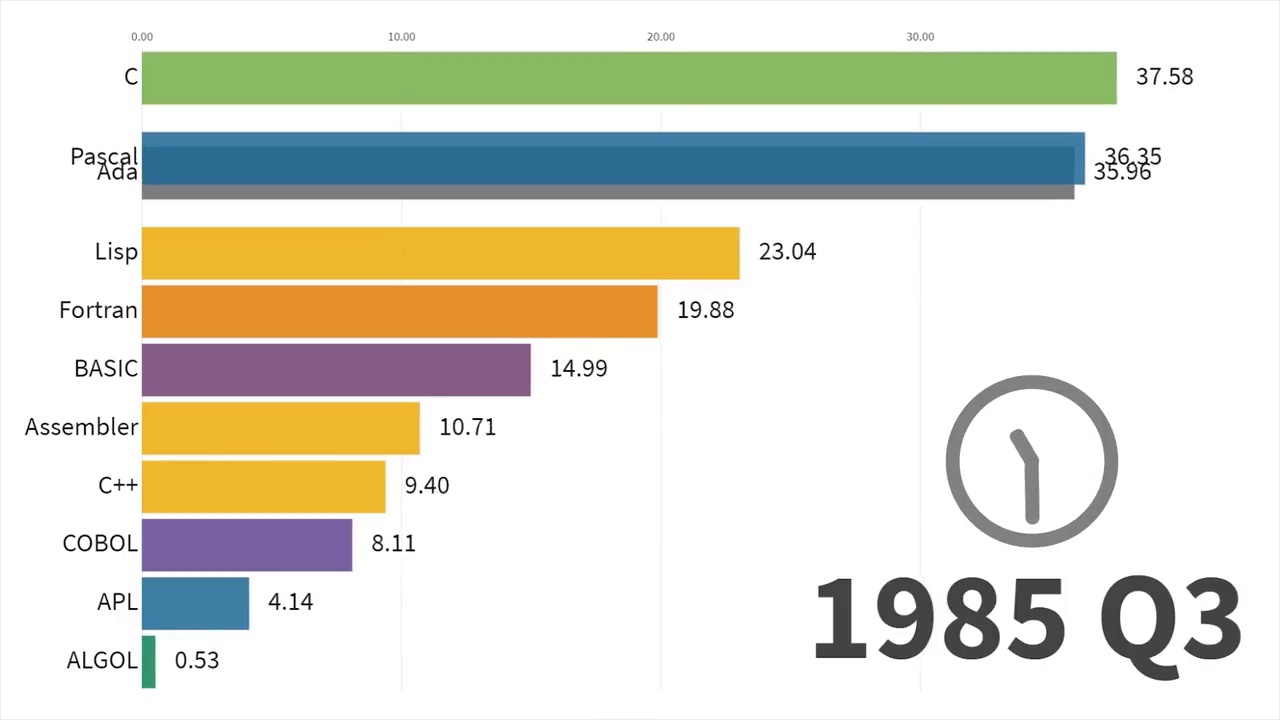 0.00 10.00 20.00 30.00
C 37.58
Pascal 36.35
Ada 35.96
Lisp 23.04
Fortran 19.88
BASIC 14.99
Assembler 10.71
C++ 9.40
COBOL 8.11
APL 4.14
ALGOL 0.53
1985 Q3